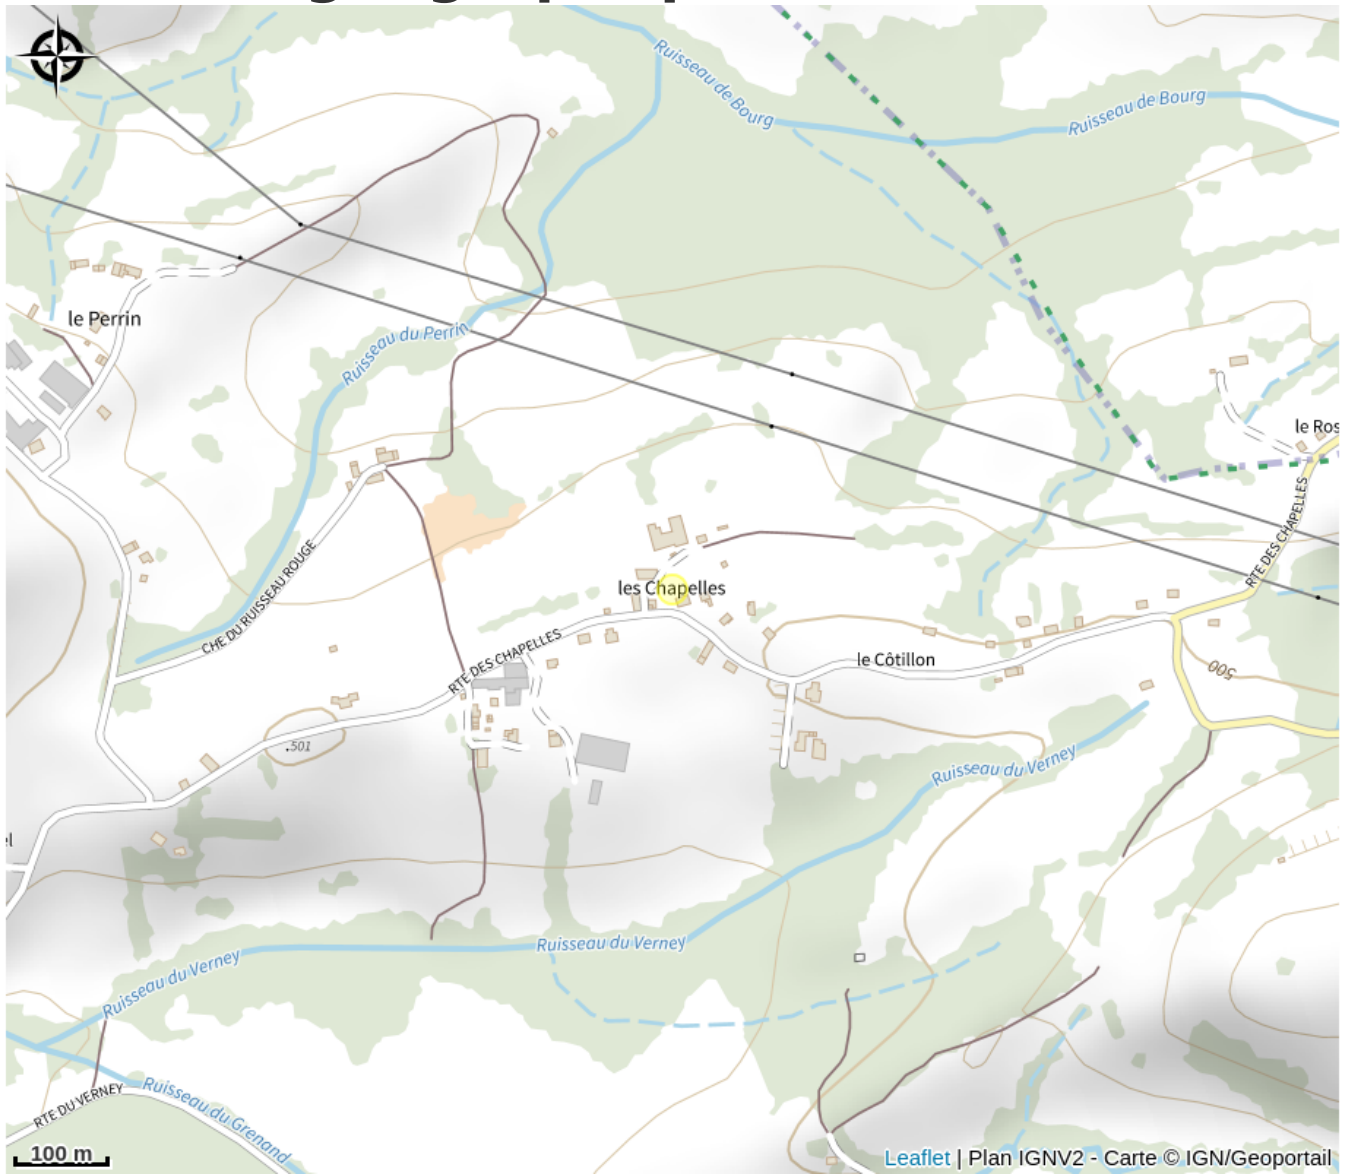 Ruisseau de Bourg
Ruisseau de Bourg
le Perrin
Ruisseau du Perrin
le Ros
RTE DES CHAPELLES
CHE DU RUISSEAU ROUGE
les Chapelles
RTE DES CHAPELLES
le Côtillon
500
.501
Ruisseau du Verney
el
Ruisseau du Verney
Ruisseau du Verney
RTE DU VERNEY
Ruisseau du Grenand
100 m
Leaflet | Plan IGNV2 - Carte © IGN/Geoportail